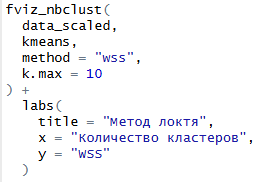 fviz_nbclust(
  data_scaled,
  kmeans,
  method = "wss",
  k.max = 10
) +
  labs(
    title = "Метод локтя",
    x = "Количество кластеров",
    y = "WSS"
  )